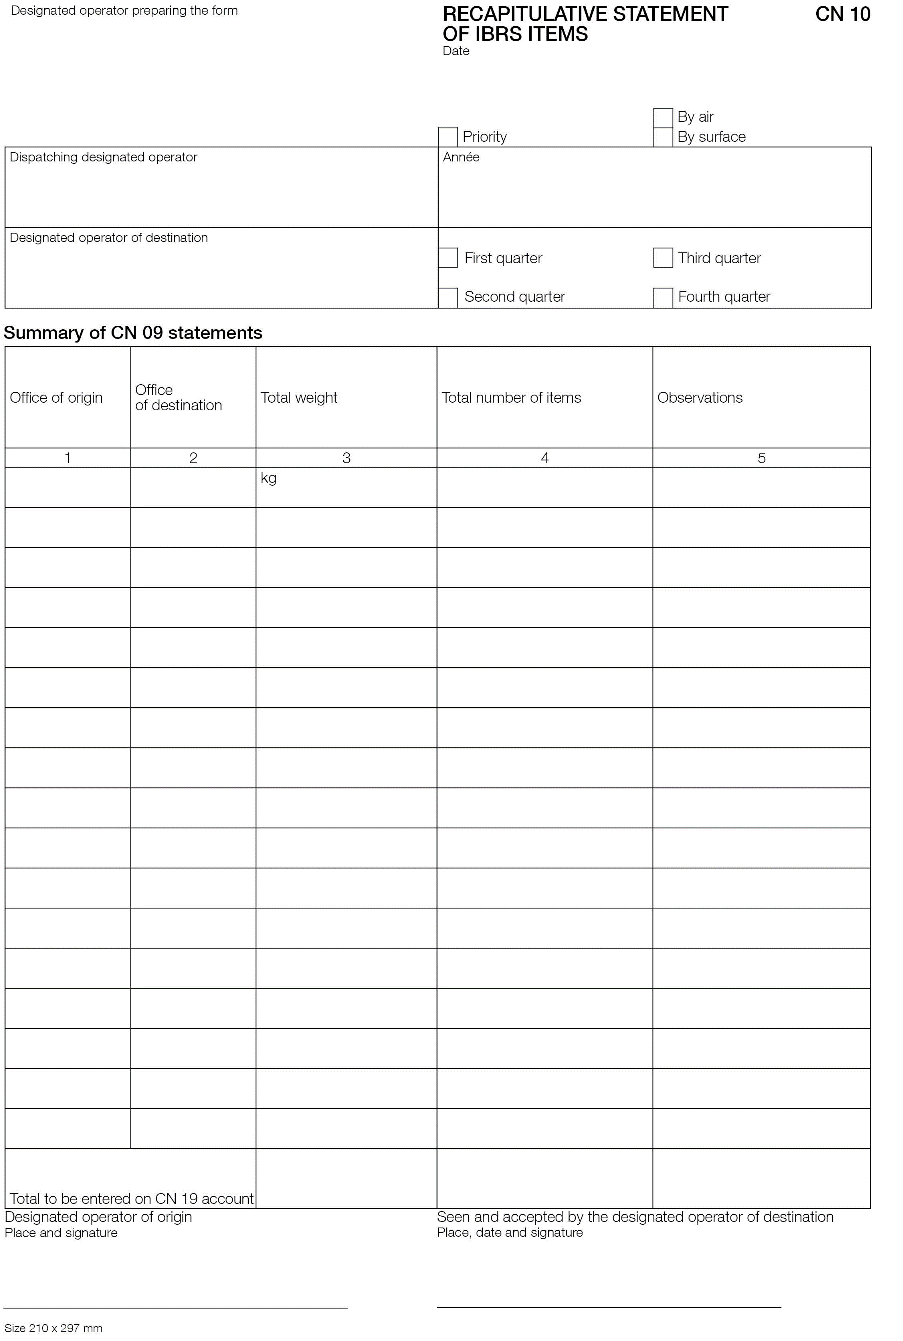 Designated operator preparing the form
RECAPITULATIVE STATEMENT
OF IBRS ITEMS
CN 10
Date
By air
Priority
By surface
Dispatching designated operator
Année
Designated operator of destination
First quarter
Third quarter
Second quarter
Fourth quarter
Summary of CN 09 statements
Office of origin
Office
of destination
Total weight
Total number of items
Observations
1
2
3
4
5
kg
Total to be entered on CN 19 account
Designated operator of origin
Place and signature
Seen and accepted by the designated operator of destination
Place, date and signature
Size 210 x 297 mm